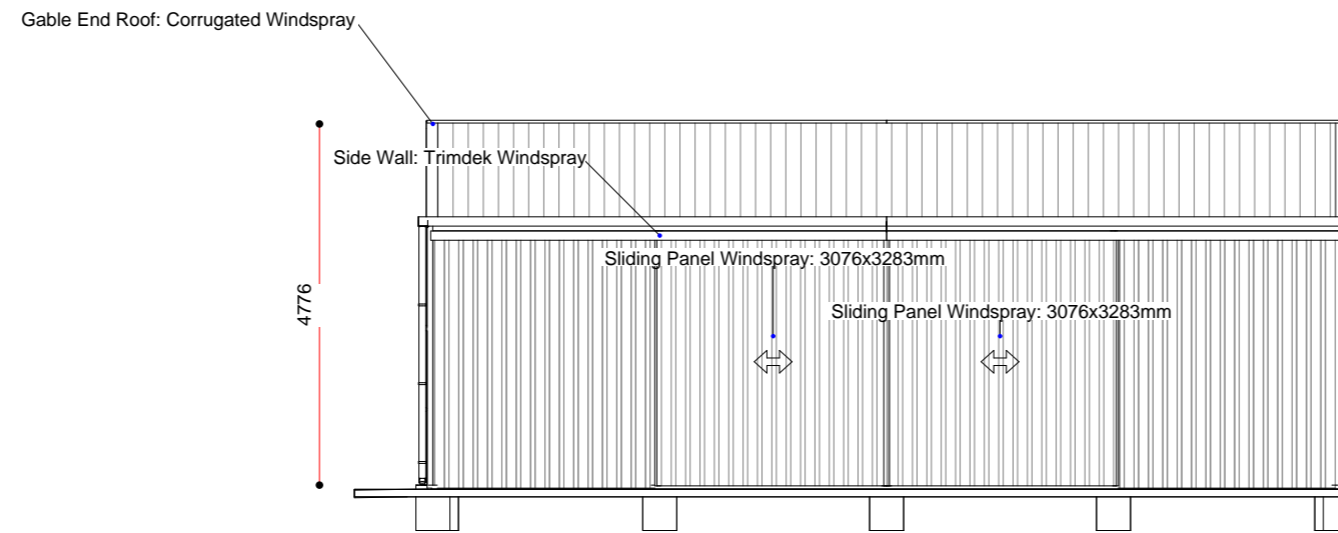 Gable End Roof: Corrugated Windspray
Side Wall: Trimdek Windspray
Sliding Panel Windspray: 3076x3283mm
Sliding Panel Windspray: 3076x3283mm
4776